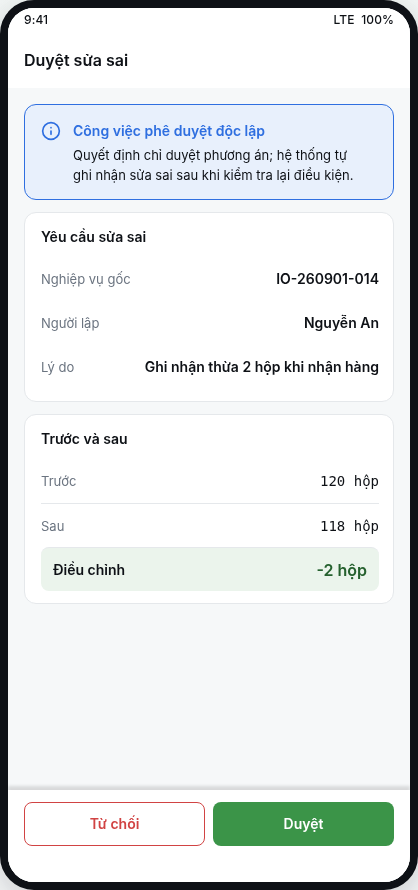 9:41 LTE 100%
Duyệt sửa sai
Công việc phê duyệt độc lập
Quyết định chỉ duyệt phương án; hệ thống tự
ghi nhận sửa sai sau khi kiểm tra lại điều kiện.
Yêu cầu sửa sai
Nghiệp vụ gốc IO-260901-014
Người lập Nguyễn An
Lý do Ghi nhận thừa 2 hộp khi nhận hàng
Trước và sau
Trước 120 hộp
Sau 118 hộp
Điều chỉnh -2 hộp
Từ chối Duyệt